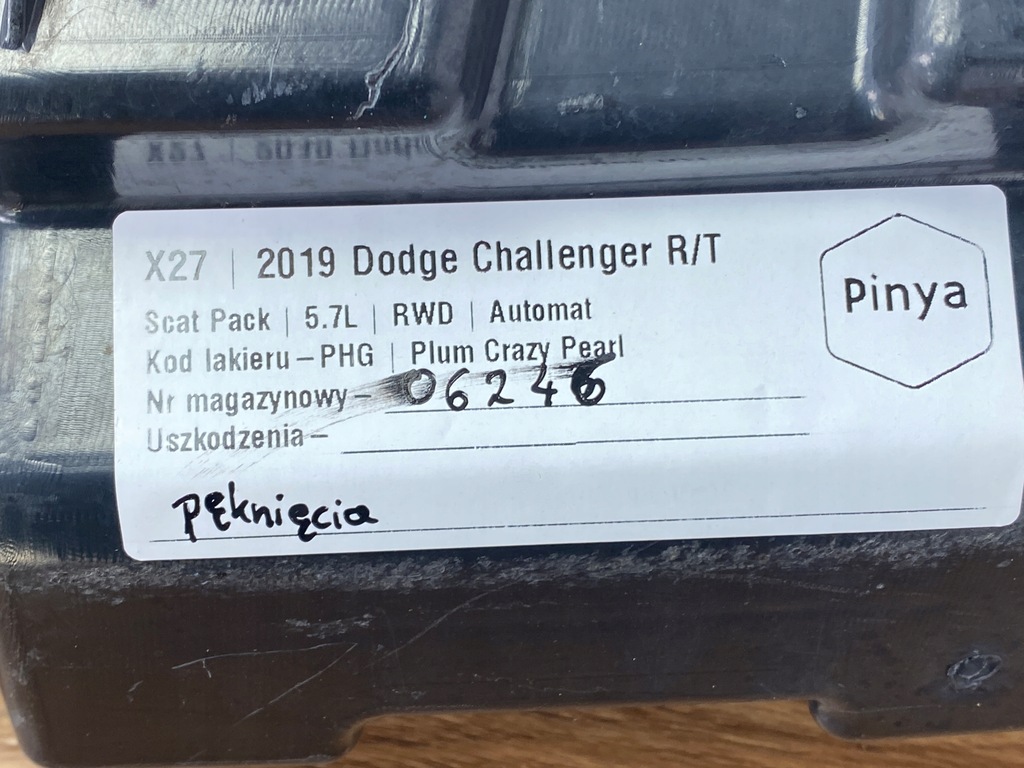 X27 | 2019 Dodge Challenger R/T
Pinya
Scat Pack | 5.7L | RWD | Automat
Kod lakieru – PHG | Plum Crazy Pearl
Nr magazynowy – 06246
Uszkodzenia –
pęknięcia